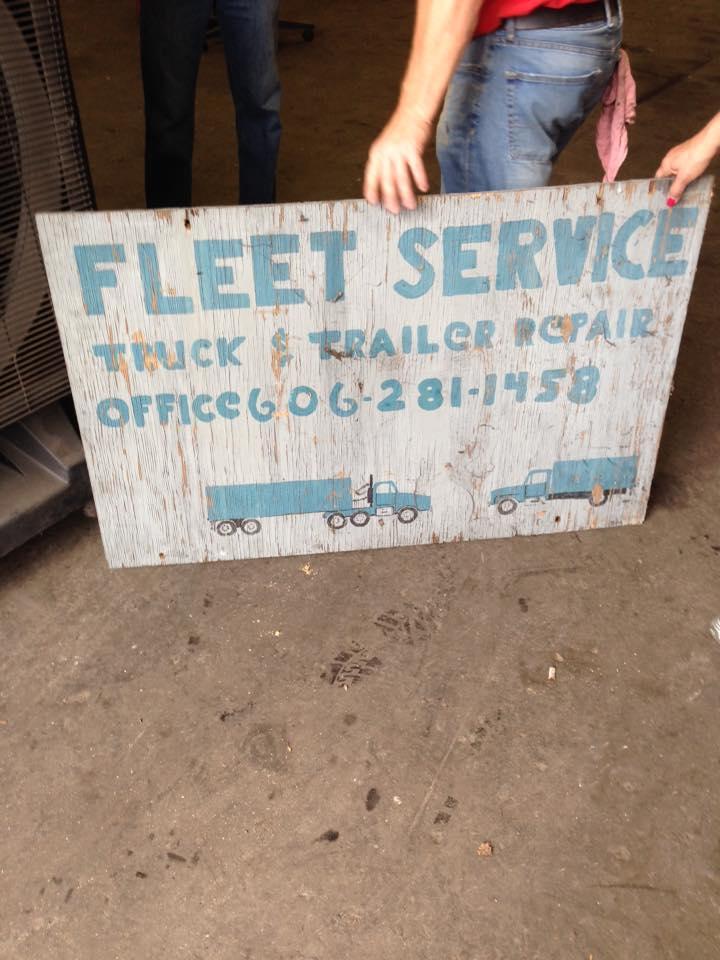 FLEET SERVICE
TRUCK & TRAILER REPAIR
OFFICE 606-281-1458